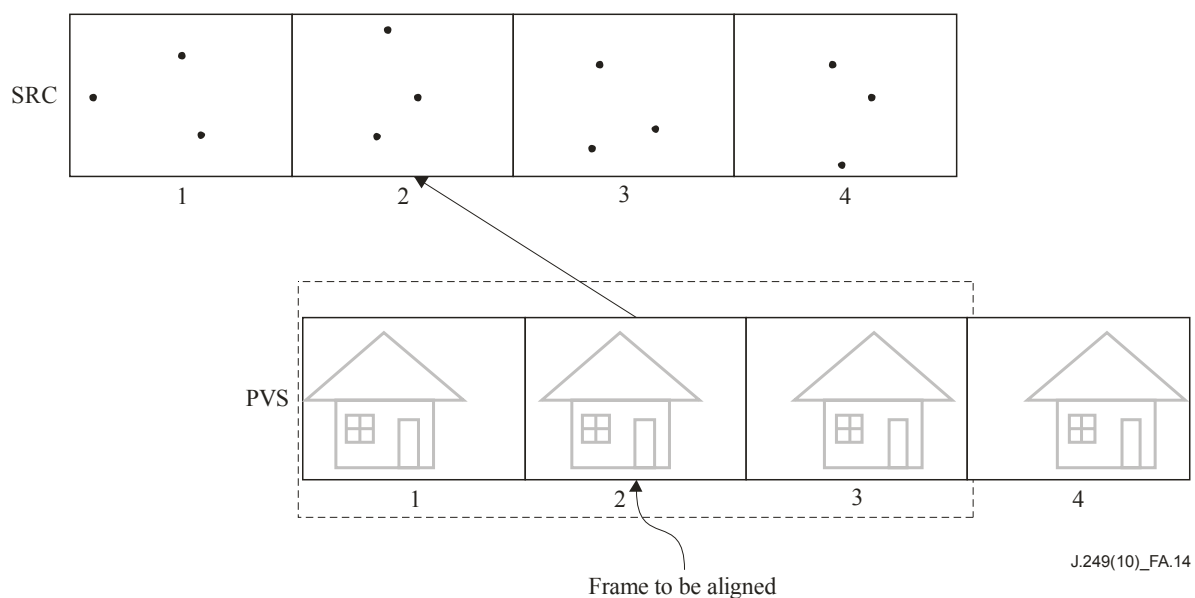 SRC
1 2 3 4
PVS
1 2 3 4
J.249(10)_FA.14
Frame to be aligned